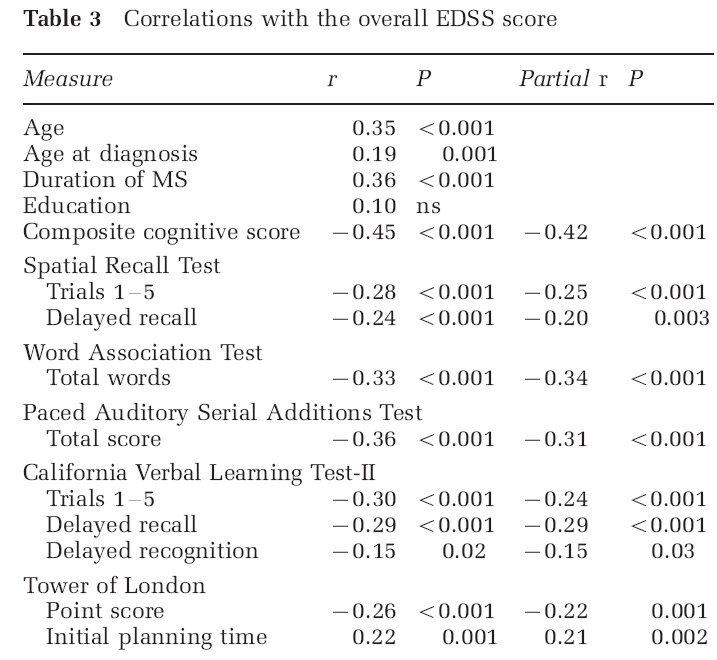 Table 3 Correlations with the overall EDSS score
Measure r P Partial r P
Age 0.35 <0.001
Age at diagnosis 0.19 0.001
Duration of MS 0.36 <0.001
Education 0.10 ns
Composite cognitive score −0.45 <0.001 −0.42 <0.001
Spatial Recall Test
Trials 1–5 −0.28 <0.001 −0.25 <0.001
Delayed recall −0.24 <0.001 −0.20 0.003
Word Association Test
Total words −0.33 <0.001 −0.34 <0.001
Paced Auditory Serial Additions Test
Total score −0.36 <0.001 −0.31 <0.001
California Verbal Learning Test-II
Trials 1–5 −0.30 <0.001 −0.24 <0.001
Delayed recall −0.29 <0.001 −0.29 <0.001
Delayed recognition −0.15 0.02 −0.15 0.03
Tower of London
Point score −0.26 <0.001 −0.22 0.001
Initial planning time 0.22 0.001 0.21 0.002